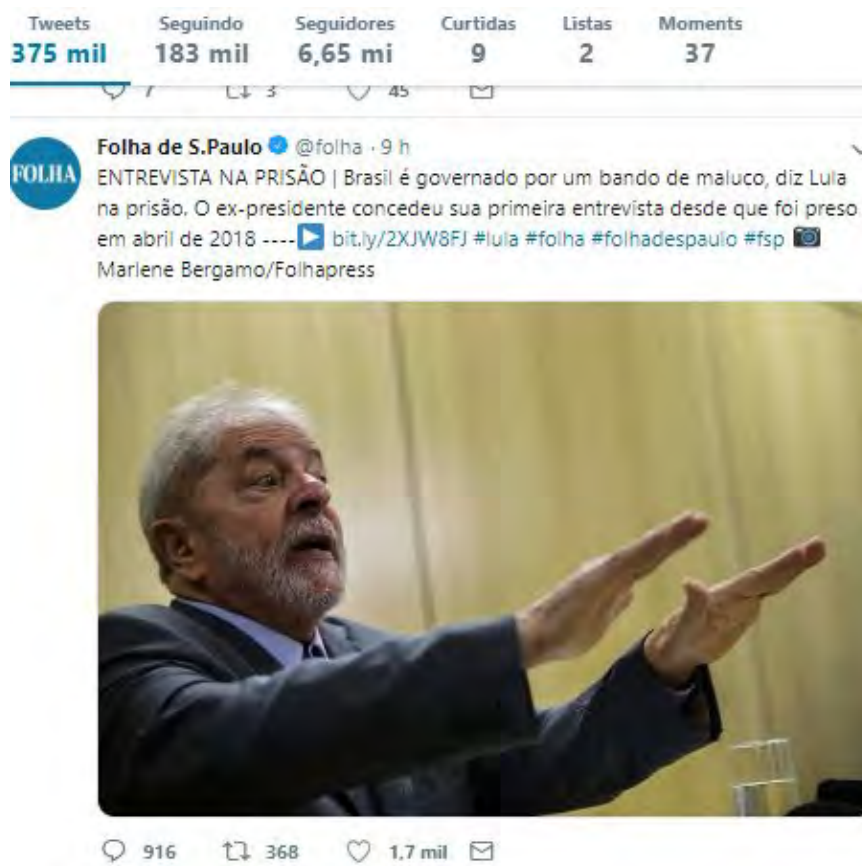 Tweets Seguindo Seguidores Curtidas Listas Moments
375 mil 183 mil 6,65 mi 9 2 37
7 3 45
Folha de S.Paulo @folha · 9 h
FOLHA
ENTREVISTA NA PRISÃO | Brasil é governado por um bando de maluco, diz Lula
na prisão. O ex-presidente concedeu sua primeira entrevista desde que foi preso
em abril de 2018 ----▶ bit.ly/2XJW8FJ #lula #folha #folhadespaulo #fsp 📷
Marlene Bergamo/Folhapress
916 368 1,7 mil